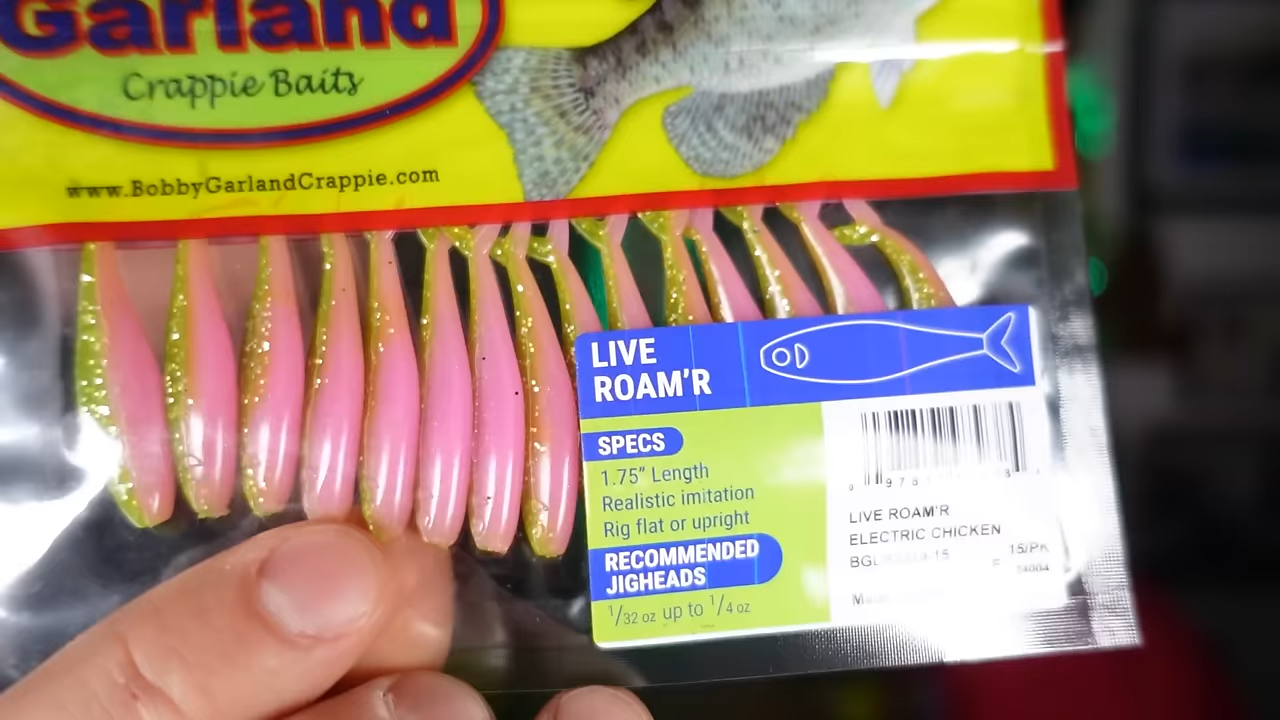 Garland
Crappie Baits
www.BobbyGarlandCrappie.com
LIVE
ROAM'R
SPECS
1.75" Length
Realistic imitation
Rig flat or upright
RECOMMENDED
JIGHEADS
1/32 oz up to 1/4 oz
LIVE ROAM'R
ELECTRIC CHICKEN
15/PK